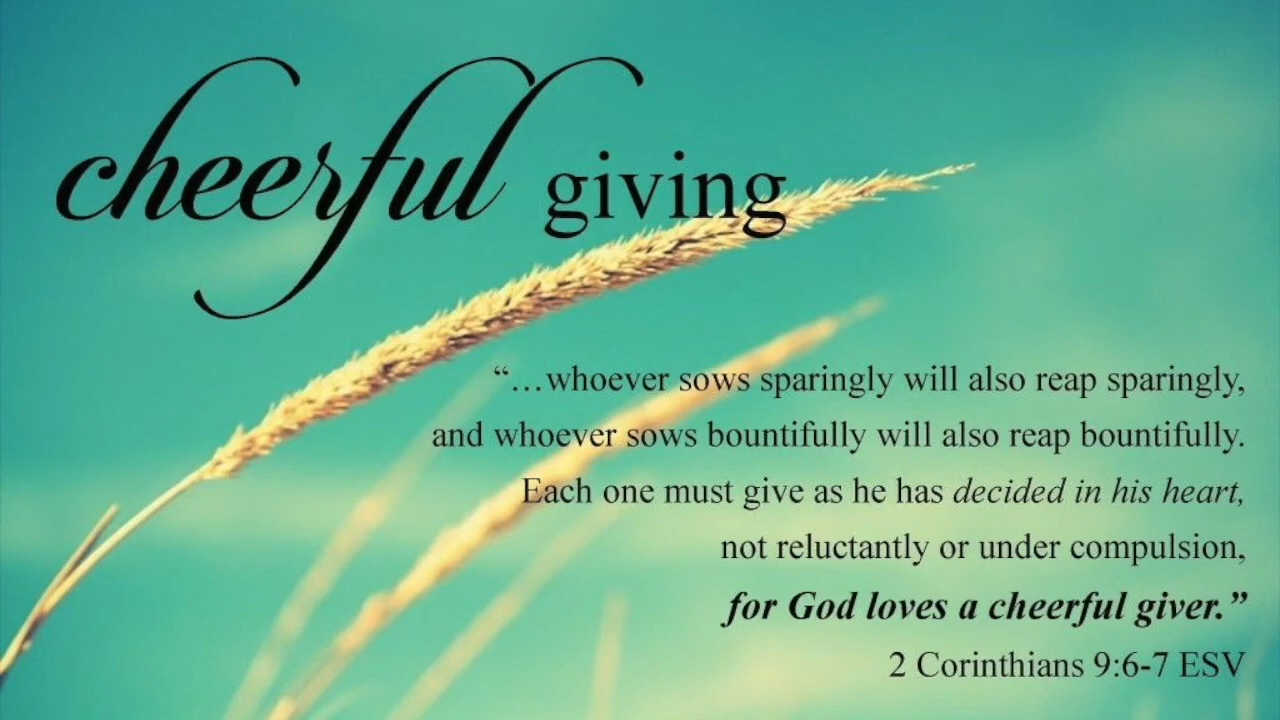 cheerful giving
“…whoever sows sparingly will also reap sparingly,
and whoever sows bountifully will also reap bountifully.
Each one must give as he has decided in his heart,
not reluctantly or under compulsion,
for God loves a cheerful giver.”
2 Corinthians 9:6-7 ESV